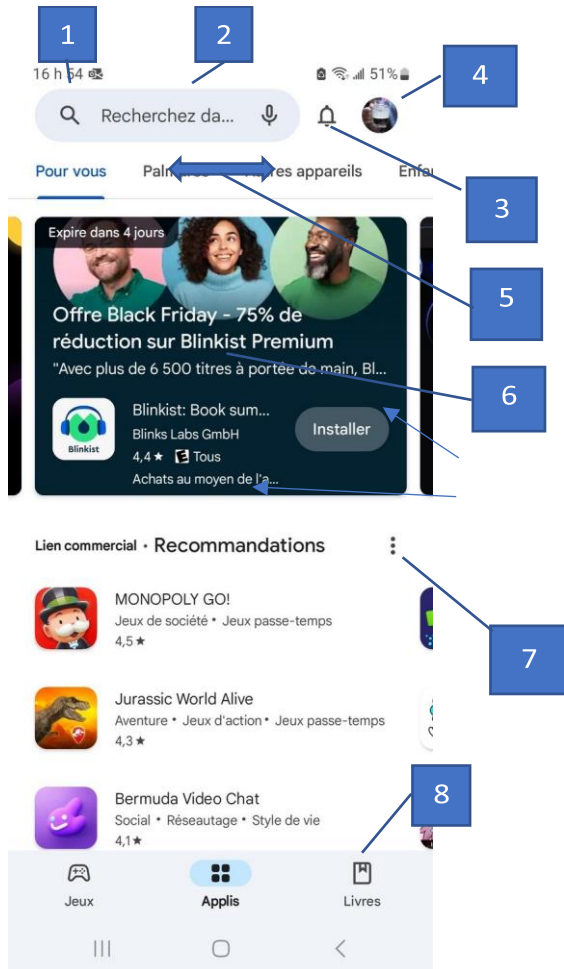 1
2
4
16 h 54
51%
Recherchez da...
3
Pour vous
appareils
5
Expire dans 4 jours
Offre Black Friday - 75% de
réduction sur Blinkist Premium
"Avec plus de 6 500 titres à portée de main, Bl...
6
Blinkist: Book sum...
Blinks Labs GmbH
Installer
Blinkist
4,4★ E Tous
Achats au moyen de l'a...
Lien commercial · Recommandations
MONOPOLY GO!
Jeux de société • Jeux passe-temps
4,5★
7
Jurassic World Alive
Aventure • Jeux d'action • Jeux passe-temps
4,3★
Bermuda Video Chat
Social • Réseautage • Style de vie
4,1★
8
Jeux
Applis
Livres